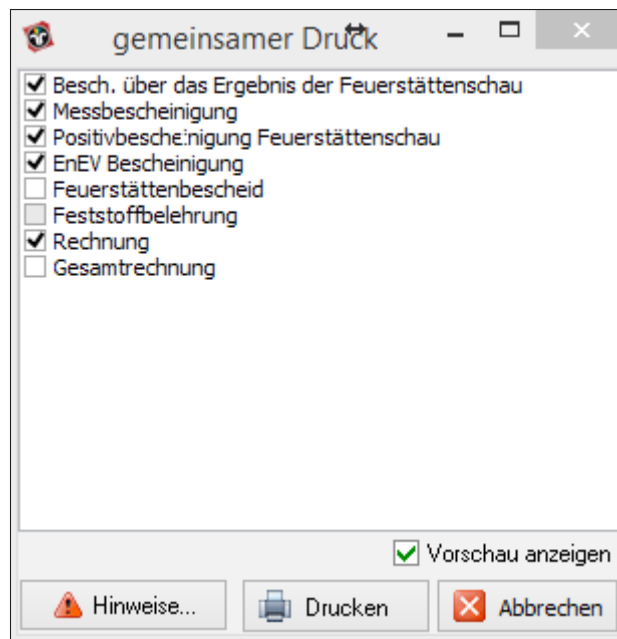 gemeinsamer Druck
Besch. über das Ergebnis der Feuerstättenschau
Messbescheinigung
Positivbescheinigung Feuerstättenschau
EnEV Bescheinigung
Feuerstättenbescheid
Feststoffbelehrung
Rechnung
Gesamtrechnung
Vorschau anzeigen
Hinweise... Drucken Abbrechen